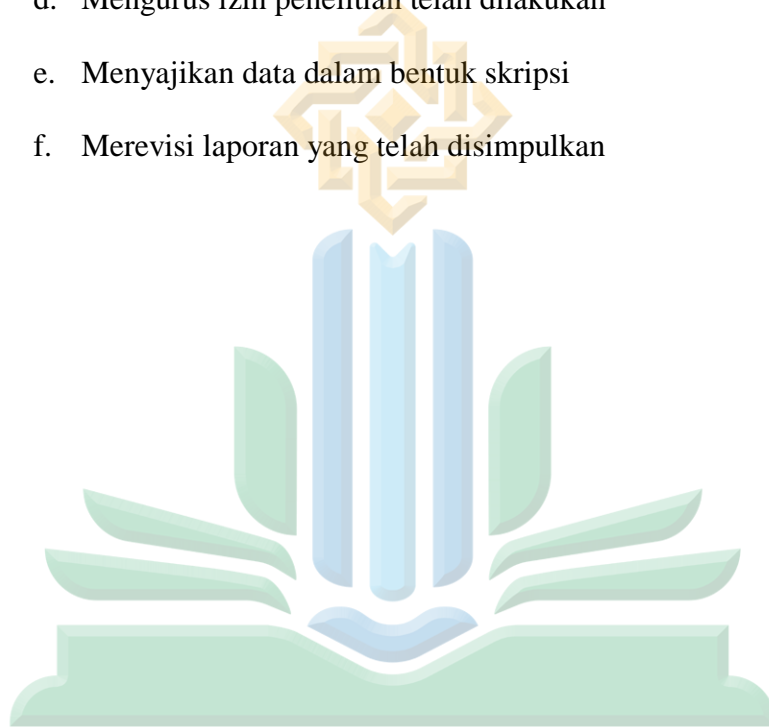 d. Mengurus izin penelitian telah dilakukan
e. Menyajikan data dalam bentuk skripsi
f. Merevisi laporan yang telah disimpulkan